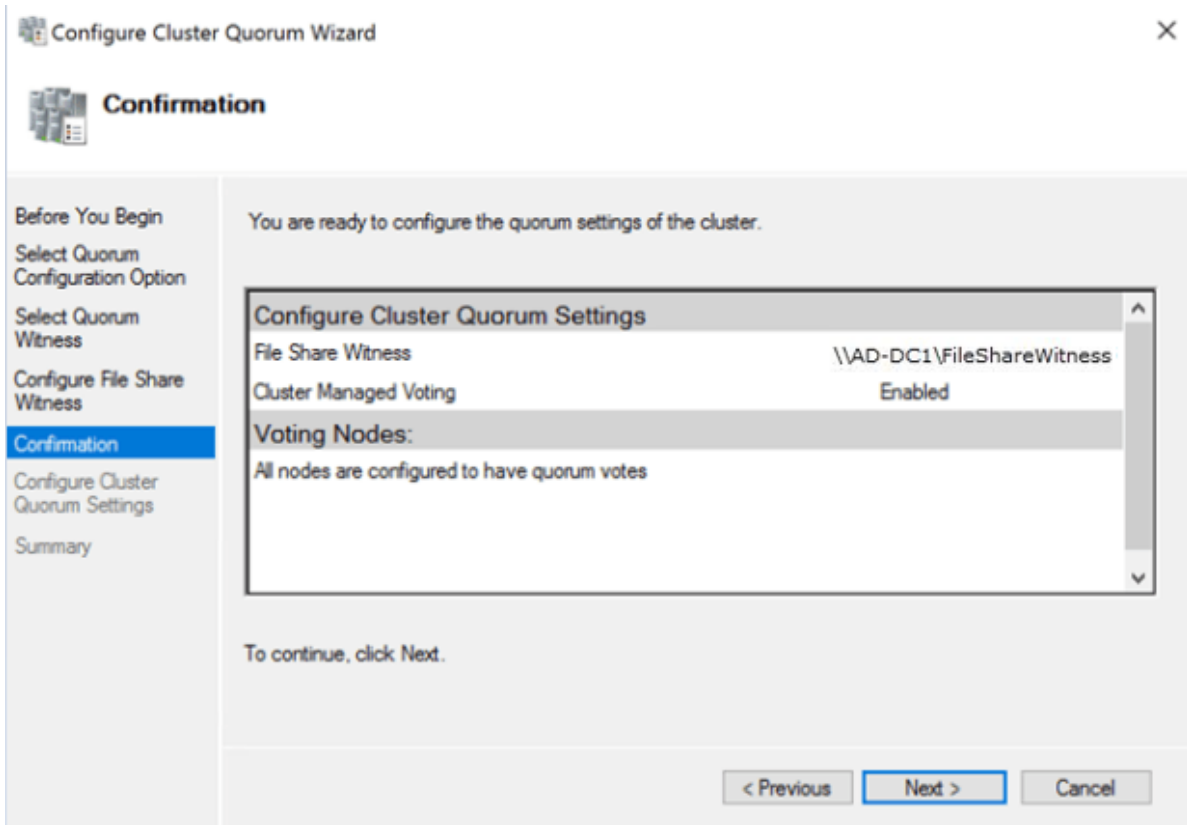 Configure Cluster Quorum Wizard
Confirmation
Before You Begin
Select Quorum
Configuration Option
Select Quorum
Witness
Configure File Share
Witness
Confirmation
Configure Cluster
Quorum Settings
Summary
You are ready to configure the quorum settings of the cluster.
Configure Cluster Quorum Settings
File Share Witness \\AD-DC1\FileShareWitness
Cluster Managed Voting Enabled
Voting Nodes:
All nodes are configured to have quorum votes
To continue, click Next.
< Previous Next > Cancel